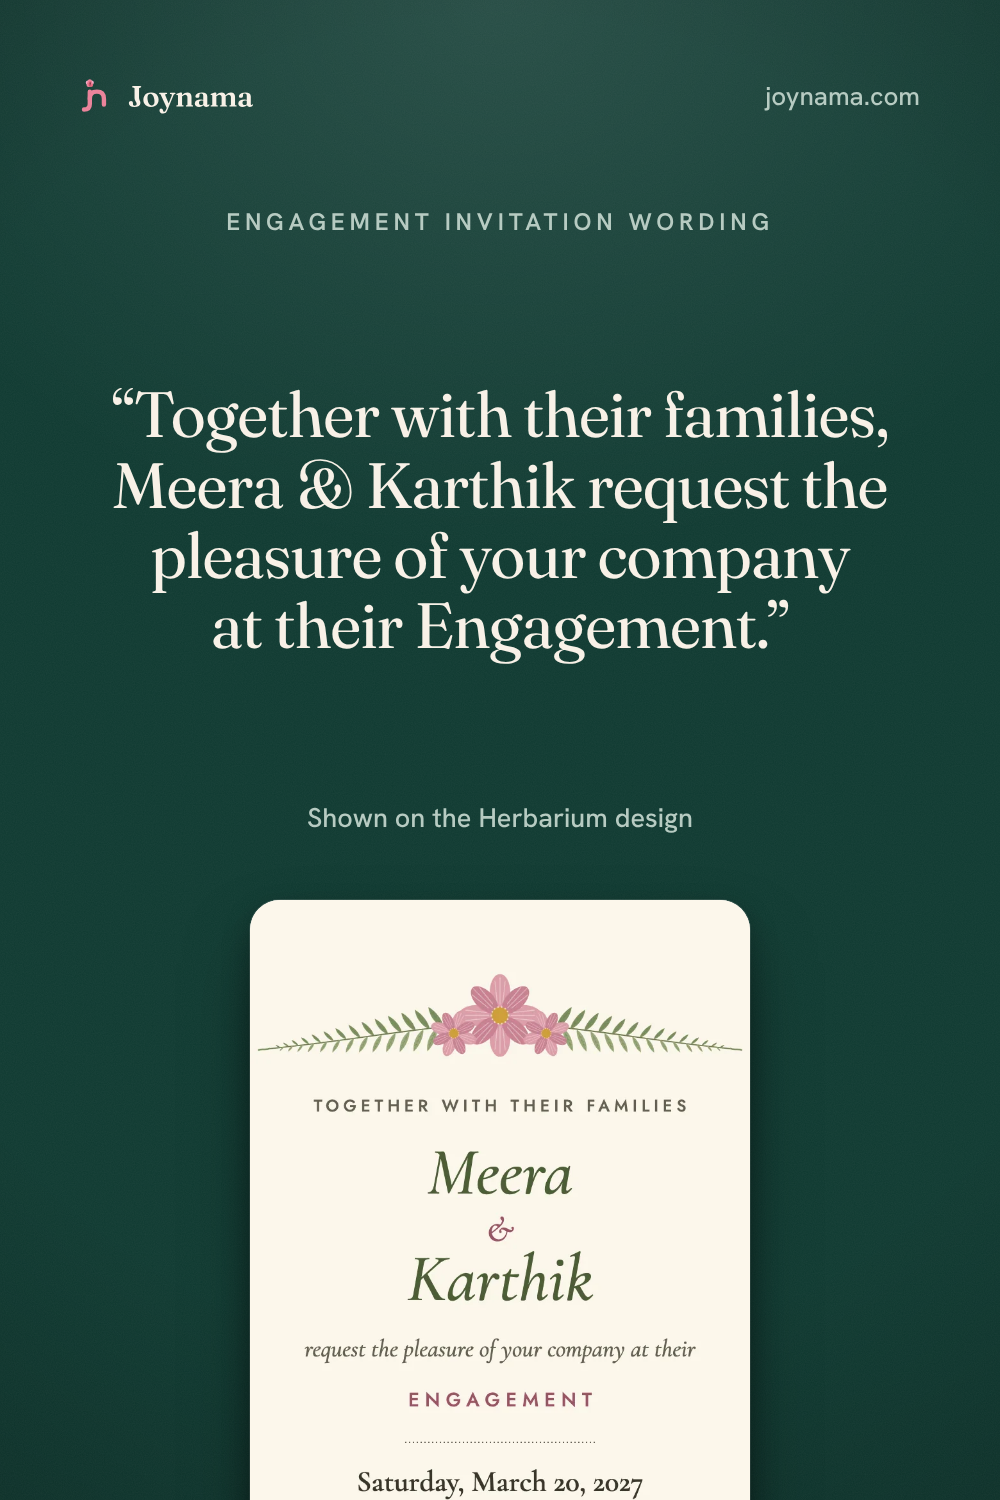 Joynama
joynama.com
ENGAGEMENT INVITATION WORDING
“Together with their families,
Meera & Karthik request the
pleasure of your company
at their Engagement.”
Shown on the Herbarium design
TOGETHER WITH THEIR FAMILIES
Meera
&
Karthik
request the pleasure of your company at their
ENGAGEMENT
Saturday, March 20, 2027